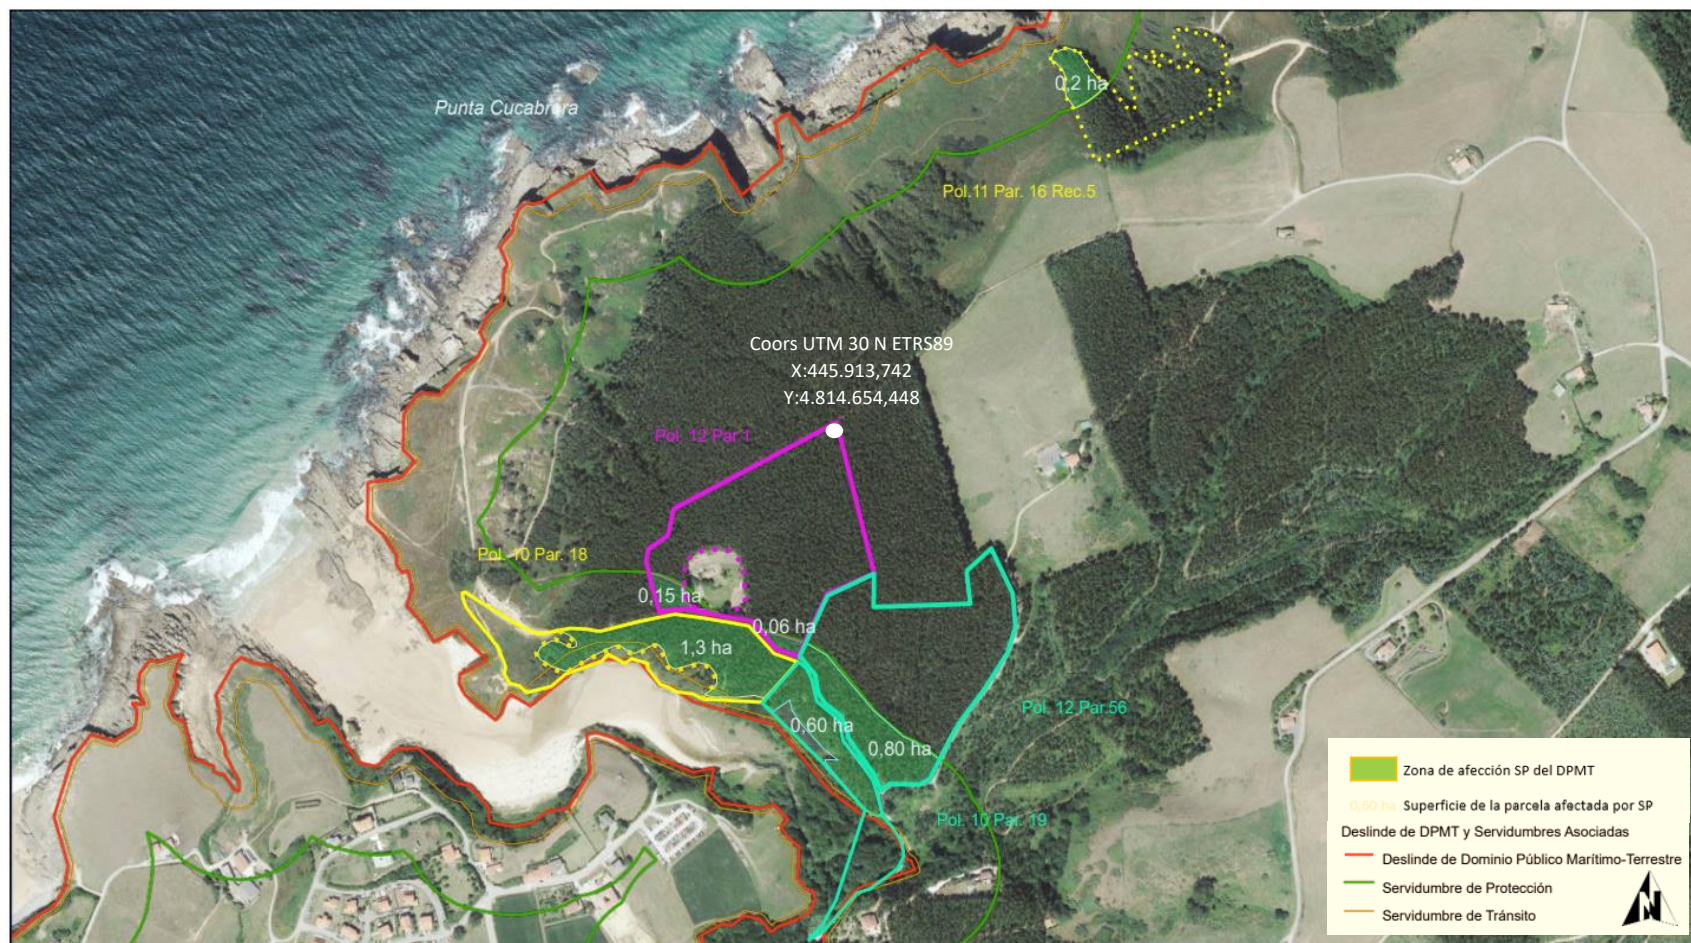 Punta Cucabrera
0,2 ha
Pol.11 Par. 16 Rec.5
Coors UTM 30 N ETRS89
X:445.913,742
Y:4.814.654,448
Pol. 12 Par 1
Pol. 10 Par. 18
0,15 ha
0,06 ha
1,3 ha
Pol. 12 Par.56
0,60 ha
0,80 ha
Pol. 10 Par. 19
Zona de afección SP del DPMT
0,60 ha Superficie de la parcela afectada por SP
Deslinde de DPMT y Servidumbres Asociadas
Deslinde de Dominio Público Marítimo-Terrestre
Servidumbre de Protección
Servidumbre de Tránsito
N